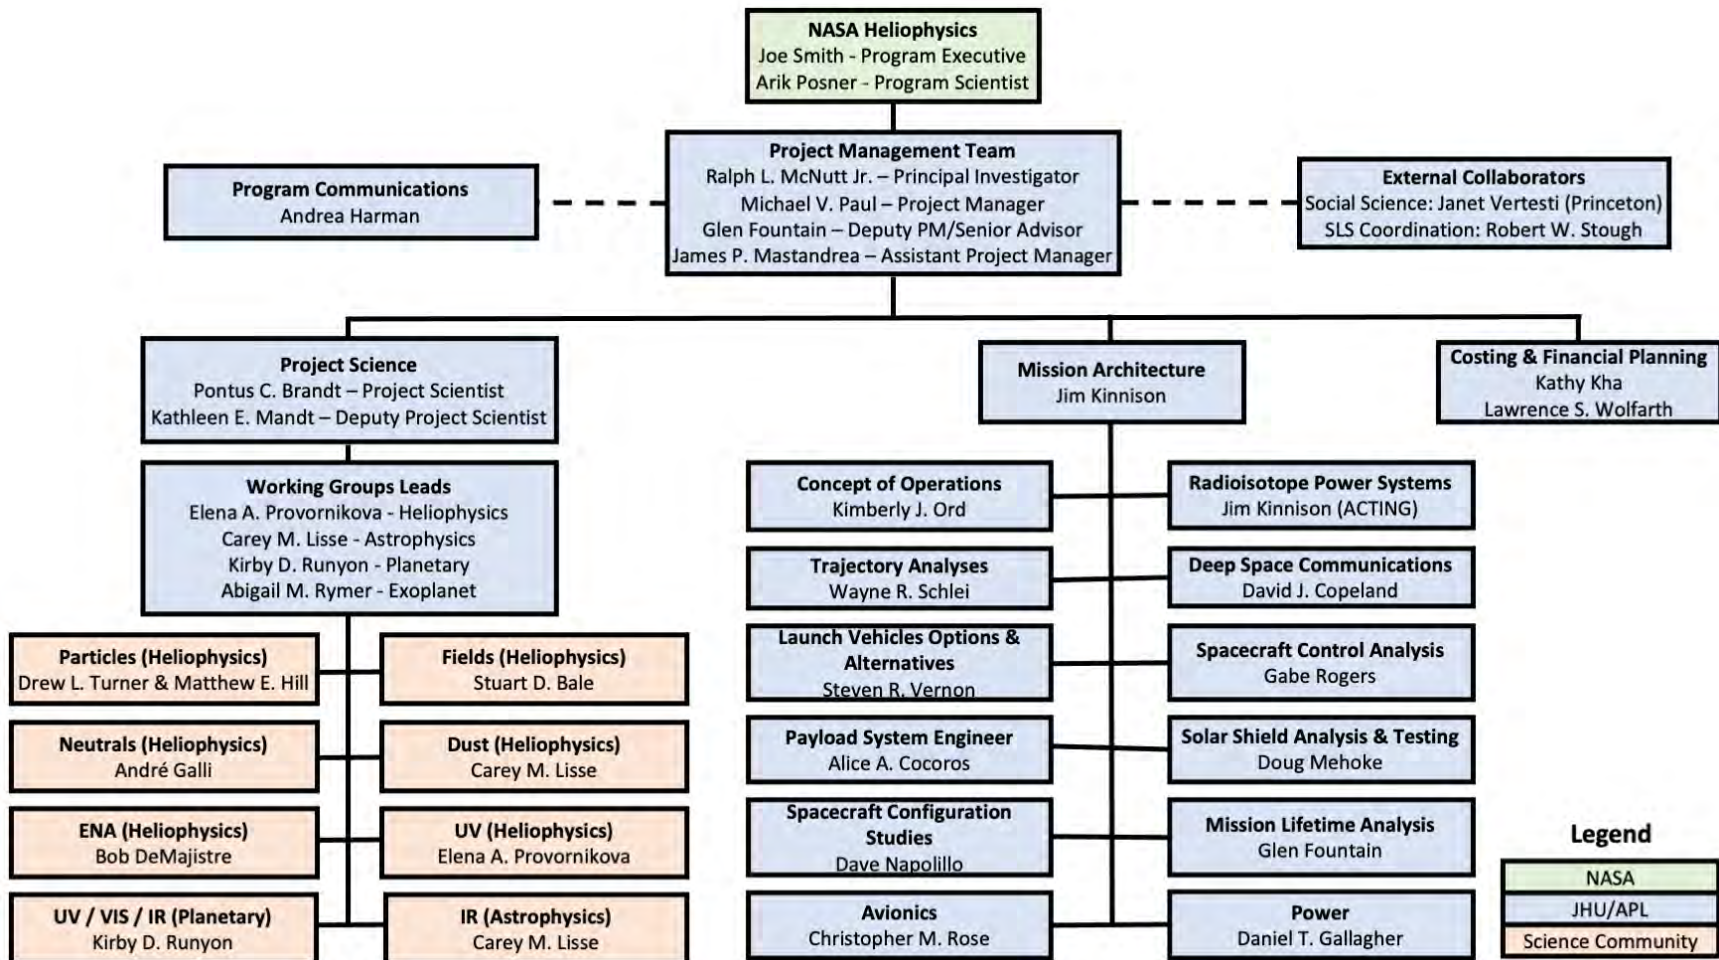 NASA Heliophysics
Joe Smith - Program Executive
Arik Posner - Program Scientist
Project Management Team
Ralph L. McNutt Jr. – Principal Investigator
Michael V. Paul – Project Manager
Glen Fountain – Deputy PM/Senior Advisor
James P. Mastandrea – Assistant Project Manager
Program Communications
Andrea Harman
External Collaborators
Social Science: Janet Vertesti (Princeton)
SLS Coordination: Robert W. Stough
Project Science
Pontus C. Brandt – Project Scientist
Kathleen E. Mandt – Deputy Project Scientist
Mission Architecture
Jim Kinnison
Costing & Financial Planning
Kathy Kha
Lawrence S. Wolfarth
Working Groups Leads
Elena A. Provornikova - Heliophysics
Carey M. Lisse - Astrophysics
Kirby D. Runyon - Planetary
Abigail M. Rymer - Exoplanet
Particles (Heliophysics)
Drew L. Turner & Matthew E. Hill
Fields (Heliophysics)
Stuart D. Bale
Neutrals (Heliophysics)
André Galli
Dust (Heliophysics)
Carey M. Lisse
ENA (Heliophysics)
Bob DeMajistre
UV (Heliophysics)
Elena A. Provornikova
UV / VIS / IR (Planetary)
Kirby D. Runyon
IR (Astrophysics)
Carey M. Lisse
Concept of Operations
Kimberly J. Ord
Radioisotope Power Systems
Jim Kinnison (ACTING)
Trajectory Analyses
Wayne R. Schlei
Deep Space Communications
David J. Copeland
Launch Vehicles Options &
Alternatives
Steven R. Vernon
Spacecraft Control Analysis
Gabe Rogers
Payload System Engineer
Alice A. Cocoros
Solar Shield Analysis & Testing
Doug Mehoke
Spacecraft Configuration
Studies
Dave Napolillo
Mission Lifetime Analysis
Glen Fountain
Avionics
Christopher M. Rose
Power
Daniel T. Gallagher
Legend
NASA
JHU/APL
Science Community